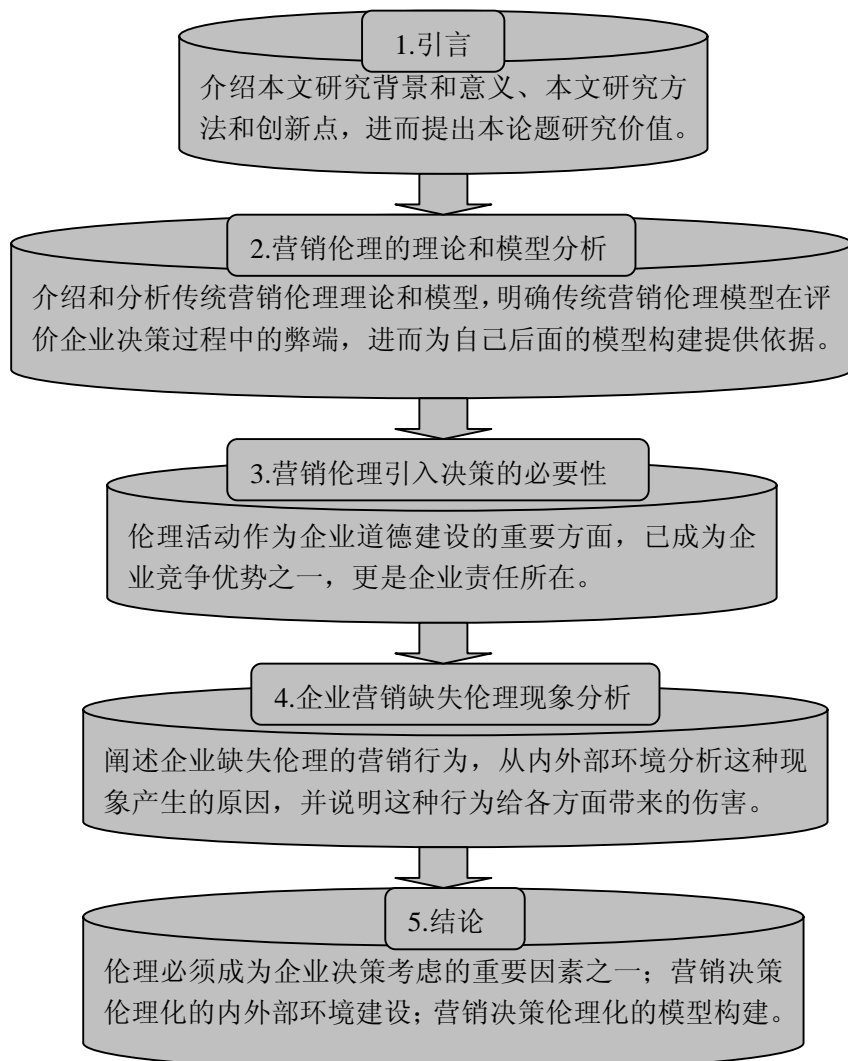 1.引言
介绍本文研究背景和意义、本文研究方
法和创新点，进而提出本论题研究价值。
2.营销伦理的理论和模型分析
介绍和分析传统营销伦理理论和模型，明确传统营销伦理模型在评
价企业决策过程中的弊端，进而为自己后面的模型构建提供依据。
3.营销伦理引入决策的必要性
伦理活动作为企业道德建设的重要方面，已成为企
业竞争优势之一，更是企业责任所在。
4.企业营销缺失伦理现象分析
阐述企业缺失伦理的营销行为，从内外部环境分析这种现
象产生的原因，并说明这种行为给各方面带来的伤害。
5.结论
伦理必须成为企业决策考虑的重要因素之一；营销决策
伦理化的内外部环境建设；营销决策伦理化的模型构建。